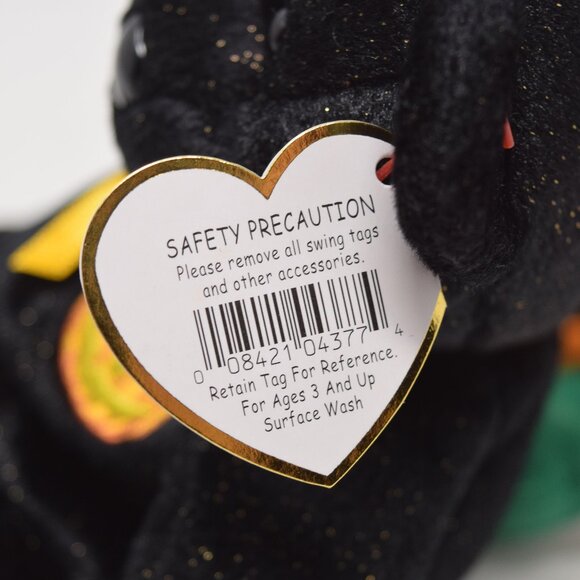 SAFETY PRECAUTION
Please remove all swing tags
and other accessories.
0 08421 04377 4
Retain Tag For Reference.
For Ages 3 And Up
Surface Wash